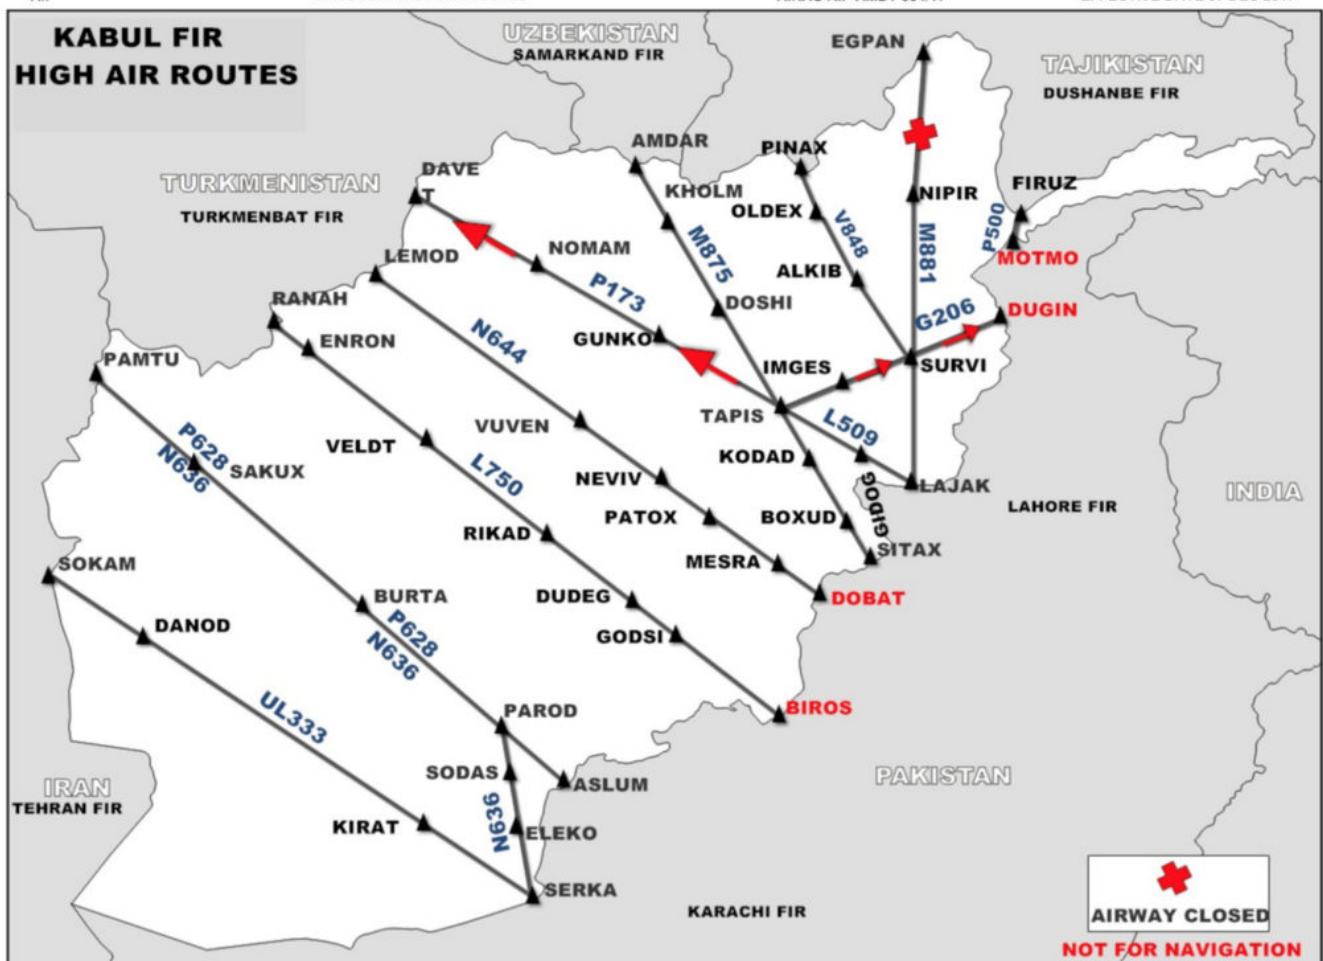 KABUL FIR
HIGH AIR ROUTES
UZBEKISTAN
SAMARKAND FIR
EGPAN
TAJIKISTAN
DUSHANBE FIR
AMDAR
PINAX
DAVE
T
TURKMENISTAN
TURKMENBAT FIR
KHOLM
OLDEX
V848
NIPIR
FIRUZ
P500
MOTMO
LEMOD
NOMAM
M875
M881
ALKIB
RANAH
P173
DOSHI
G206
DUGIN
ENRON
N644
GUNKO
IMGES
SURVI
PAMTU
TAPIS
L509
VUVEN
P628
N636
SAKUX
VELDT
L750
NEVIV
KODAD
GIDOG
LAJAK
INDIA
LAHORE FIR
RIKAD
PATOX
BOXUD
SITAX
SOKAM
MESRA
BURTA
DUDEG
DOBAT
DANOD
P628
N636
GODSI
UL333
PAROD
BIROS
IRAN
TEHRAN FIR
SODAS
ASLUM
PAKISTAN
KIRAT
N636
ELEKO
SERKA
KARACHI FIR
AIRWAY CLOSED
NOT FOR NAVIGATION